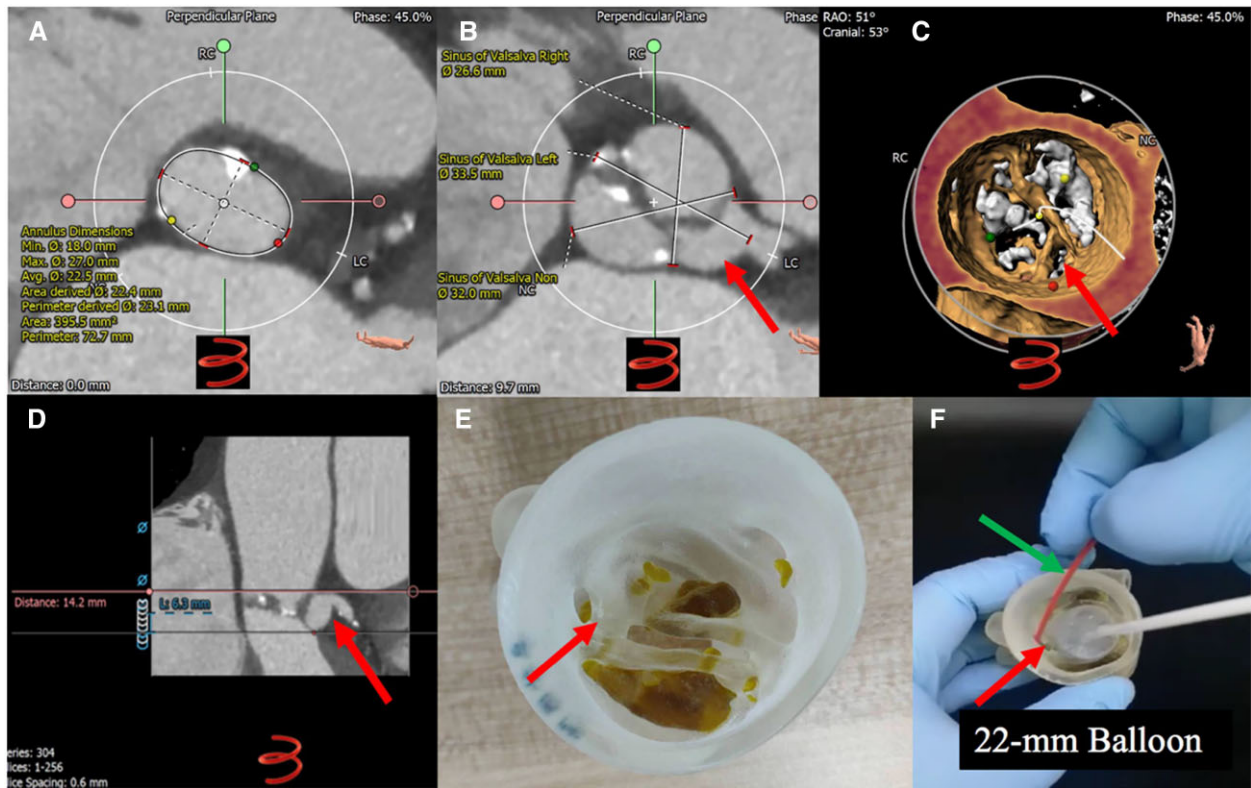 A
Perpendicular Plane
Phase: 45.0%
RC
LC
NC
Annulus Dimensions
Min. Ø: 18.0 mm
Max. Ø: 27.0 mm
Avg. Ø: 22.5 mm
Area derived Ø: 22.4 mm
Perimeter derived Ø: 23.1 mm
Area: 395.5 mm²
Perimeter: 72.7 mm
Distance: 0.0 mm
B
Perpendicular Plane
Phase
RC
Sinus of Valsalva Right
Ø 26.6 mm
Sinus of Valsalva Left
Ø 33.5 mm
LC
Sinus of Valsalva Non
Ø 32.0 mm
NC
Distance: 9.7 mm
RAO: 51°
Cranial: 53°
C
Phase: 45.0%
NC
RC
D
Distance: 14.2 mm
L: 6.3 mm
eries: 304
lices: 1-256
lice Spacing: 0.6 mm
E
F
22-mm Balloon